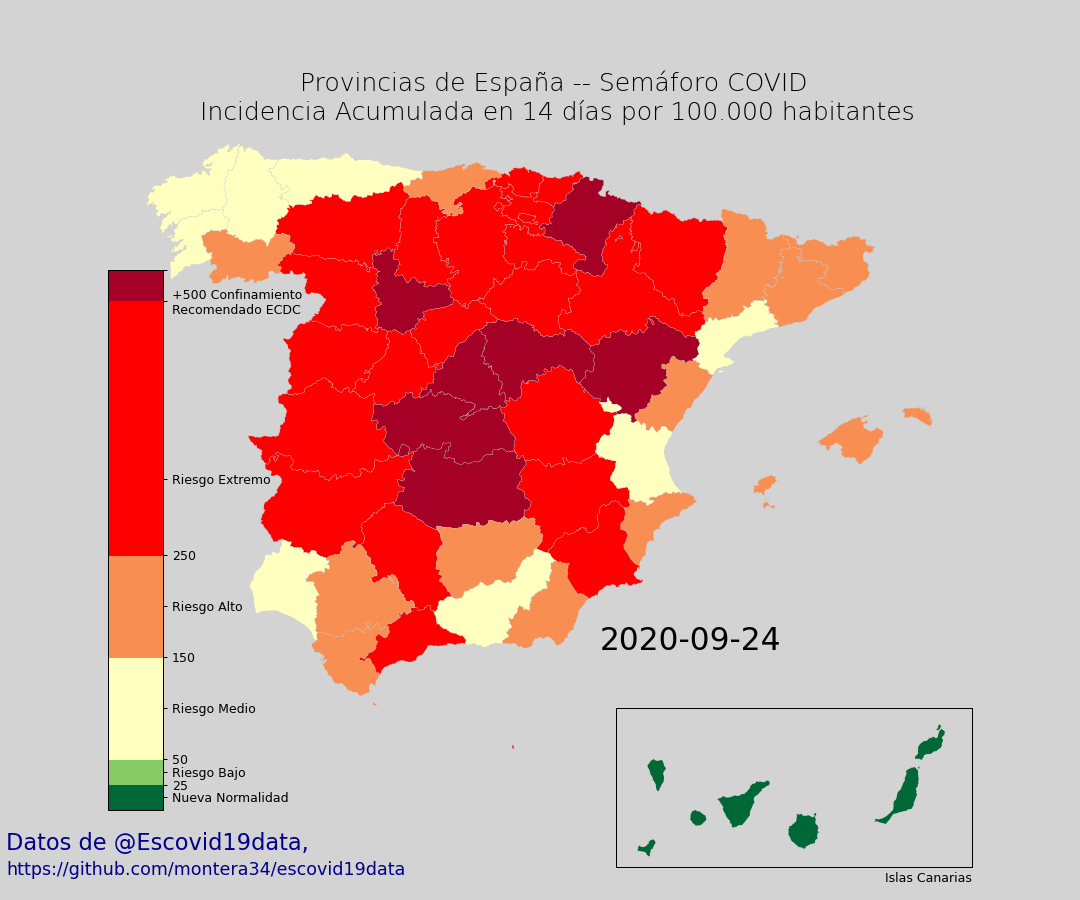 Provincias de España -- Semáforo COVID
Incidencia Acumulada en 14 días por 100.000 habitantes
+500 Confinamiento
Recomendado ECDC
Riesgo Extremo
250
Riesgo Alto
150
Riesgo Medio
50
Riesgo Bajo
25
Nueva Normalidad
2020-09-24
Islas Canarias
Datos de @Escovid19data,
https://github.com/montera34/escovid19data